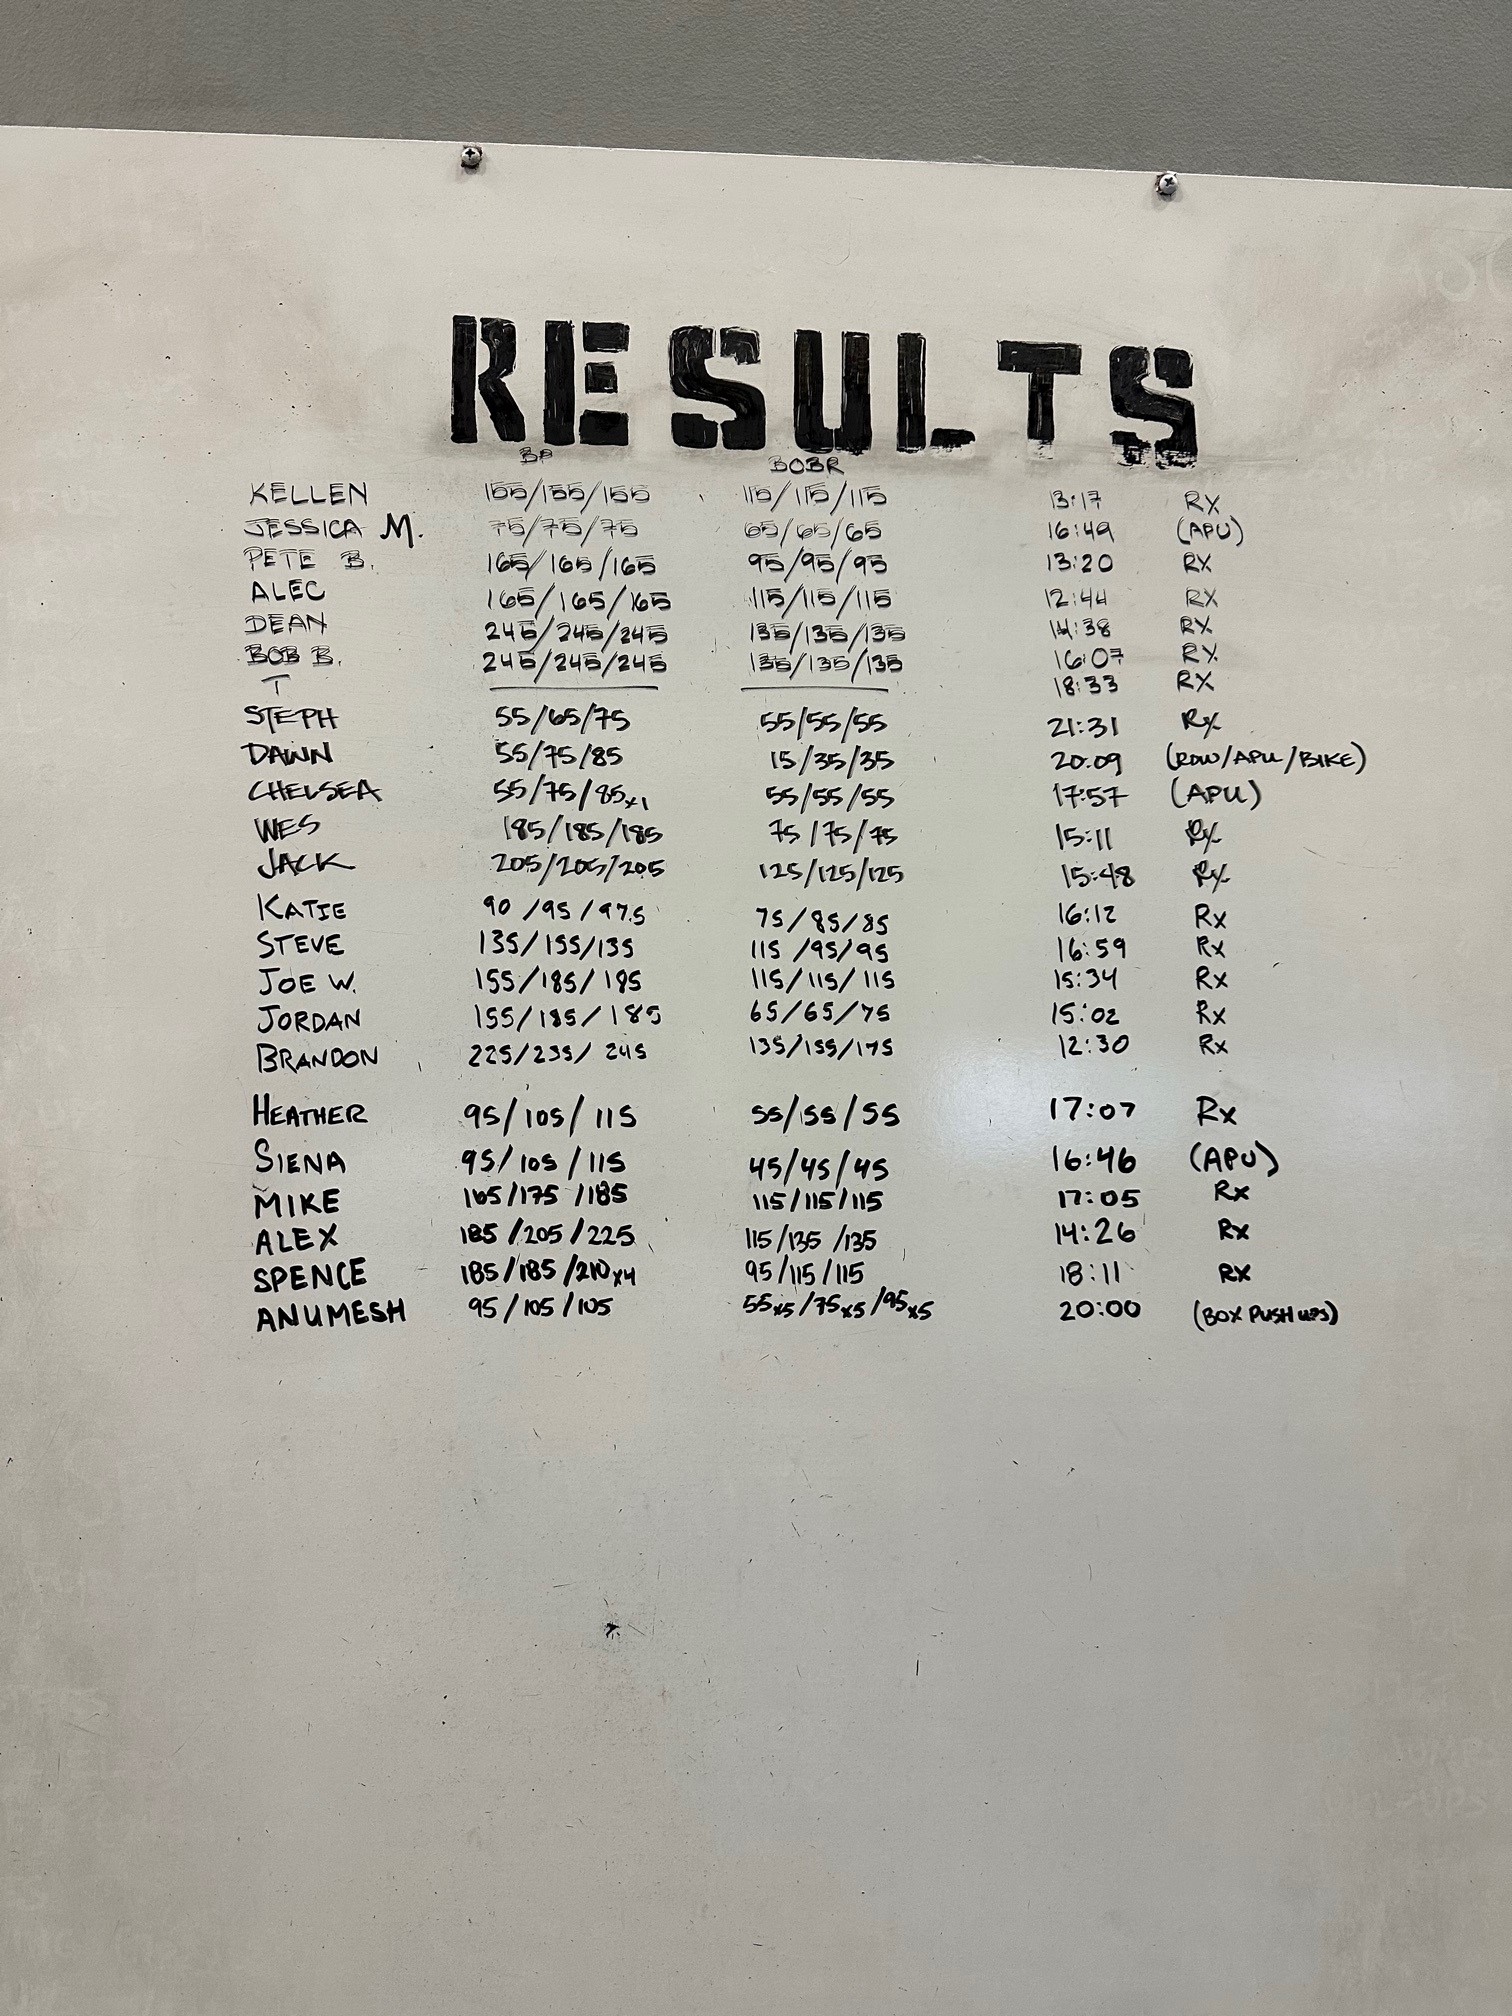 RESULTS
BP BOBR
KELLEN 155/155/155 115/115/115 13:17 RX
JESSICA M. 75/75/75 65/65/65 16:49 (APU)
PETE B. 165/165/165 95/95/95 13:20 RX
ALEC 165/165/165 115/115/115 12:44 RX
DEAN 245/245/245 135/135/135 14:38 RX
BOB B. 245/245/245 135/135/135 16:07 RX
T 18:33 RX
STEPH 55/65/75 55/55/55 21:31 Rx
DAWN 55/75/85 15/35/35 20:09 (ROW/APU/BIKE)
CHELSEA 55/75/85x1 55/55/55 17:57 (APU)
WES 185/185/185 75/75/75 15:11 Rx
JACK 205/205/205 125/125/125 15:48 Rx
KATIE 90/95/97.5 75/85/85 16:12 Rx
STEVE 135/155/135 115/95/95 16:59 Rx
JOE W. 155/185/185 115/115/115 15:34 Rx
JORDAN 155/185/185 65/65/75 15:02 Rx
BRANDON 225/235/245 135/155/175 12:30 Rx
HEATHER 95/105/115 55/55/55 17:07 Rx
SIENA 95/105/115 45/45/45 16:46 (APU)
MIKE 165/175/185 115/115/115 17:05 Rx
ALEX 185/205/225 115/135/135 14:26 Rx
SPENCE 185/185/210x4 95/115/115 18:11 RX
ANUMESH 95/105/105 55x5/75x5/95x5 20:00 (BOX PUSH UPS)